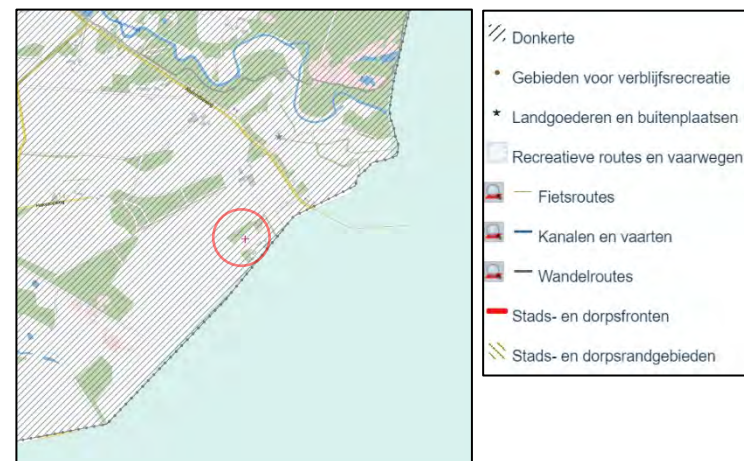 Donkerte
Gebieden voor verblijfsrecreatie
Landgoederen en buitenplaatsen
Recreatieve routes en vaarwegen
Fietsroutes
Kanalen en vaarten
Wandelroutes
Stads- en dorpsfronten
Stads- en dorpsrandgebieden